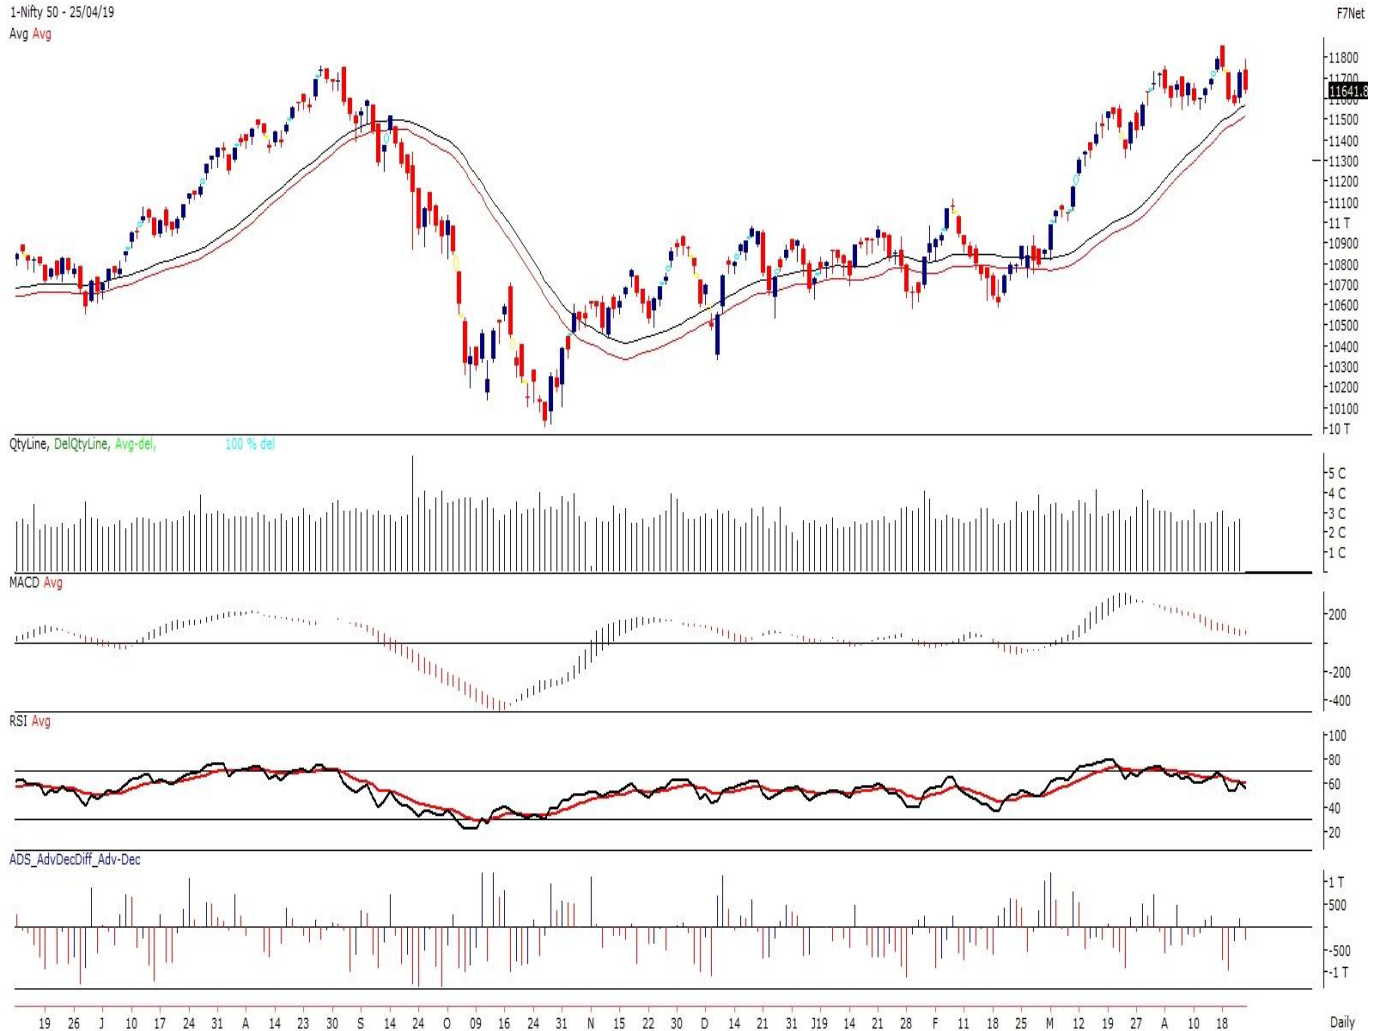 1-Nifty 50 - 25/04/19 F7Net
Avg Avg
11800
11700
11641.8
11600
11500
11400
11300
11200
11100
11 T
10900
10800
10700
10600
10500
10400
10300
10200
10100
10 T
QtyLine, DelQtyLine, Avg-del, 100 % del
5 C
4 C
3 C
2 C
1 C
MACD Avg
200
-200
-400
RSI Avg
100
80
60
40
20
ADS_AdvDecDiff_Adv-Dec
1 T
500
-500
-1 T
19 26 J 10 17 24 31 A 14 23 30 S 14 24 O 09 16 24 31 N 15 22 30 D 14 21 31 J19 14 21 28 F 11 18 25 M 12 19 27 A 10 18 Daily